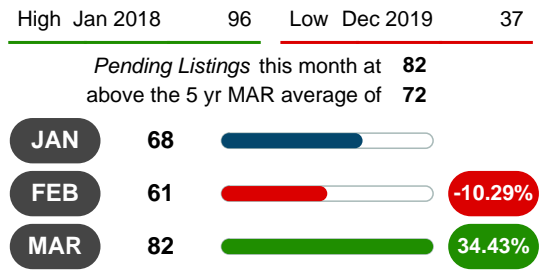 High Jan 2018 96 Low Dec 2019 37
Pending Listings this month at 82
above the 5 yr MAR average of 72
JAN 68
FEB 61 -10.29%
MAR 82 34.43%